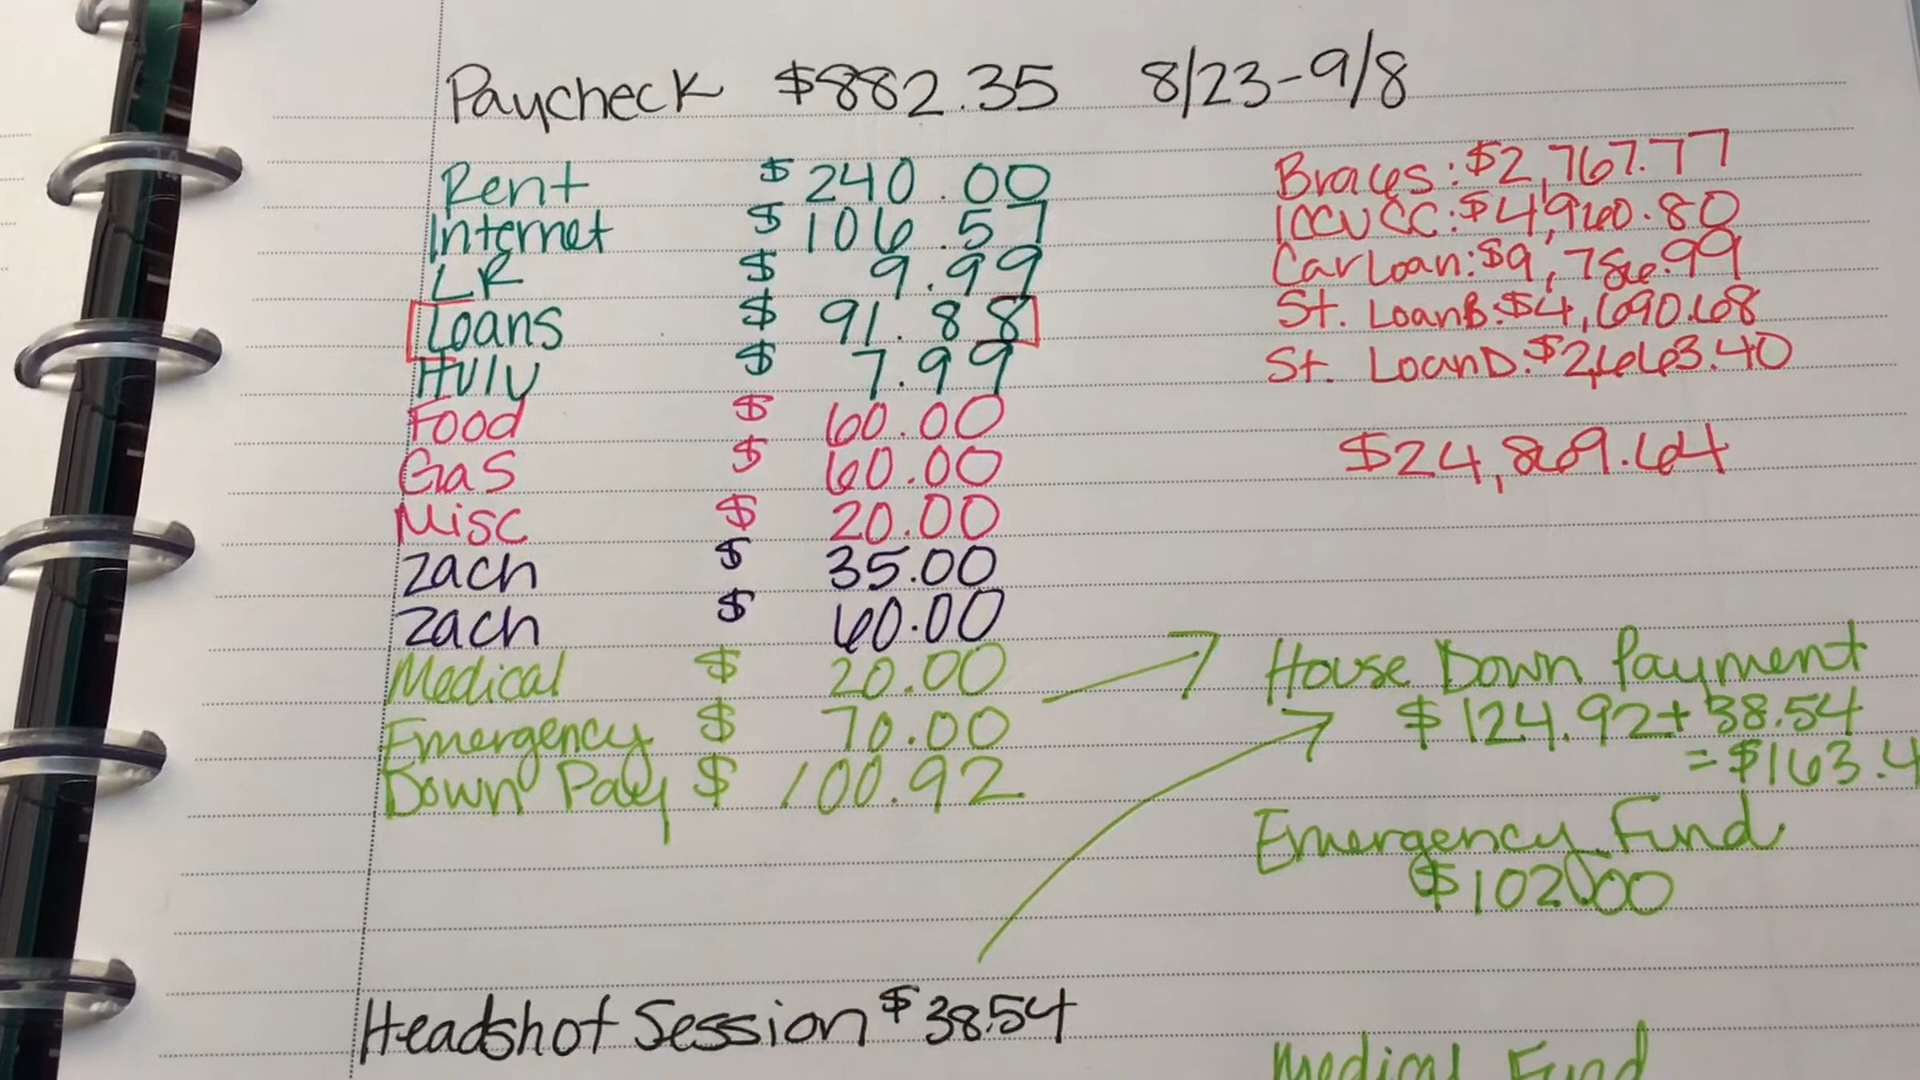 Paycheck $882.35 8/23-9/8
Rent $240.00
Internet $106.57
LR $9.99
Loans $91.88
Hulu $7.99
Food $60.00
Gas $60.00
Misc $20.00
Zach $35.00
Zach $60.00
Medical $20.00
Emergency $70.00
Down Pay $100.92
Headshot Session $38.54
Braces: $2,767.77
ICCU CC: $4,960.80
Car Loan: $9,786.99
St. Loan B: $4,690.68
St. Loan D: $2,663.40
$24,869.64
House Down Payment
$124.92+38.54
=$163.4
Emergency Fund
$102.00
Medical Fund